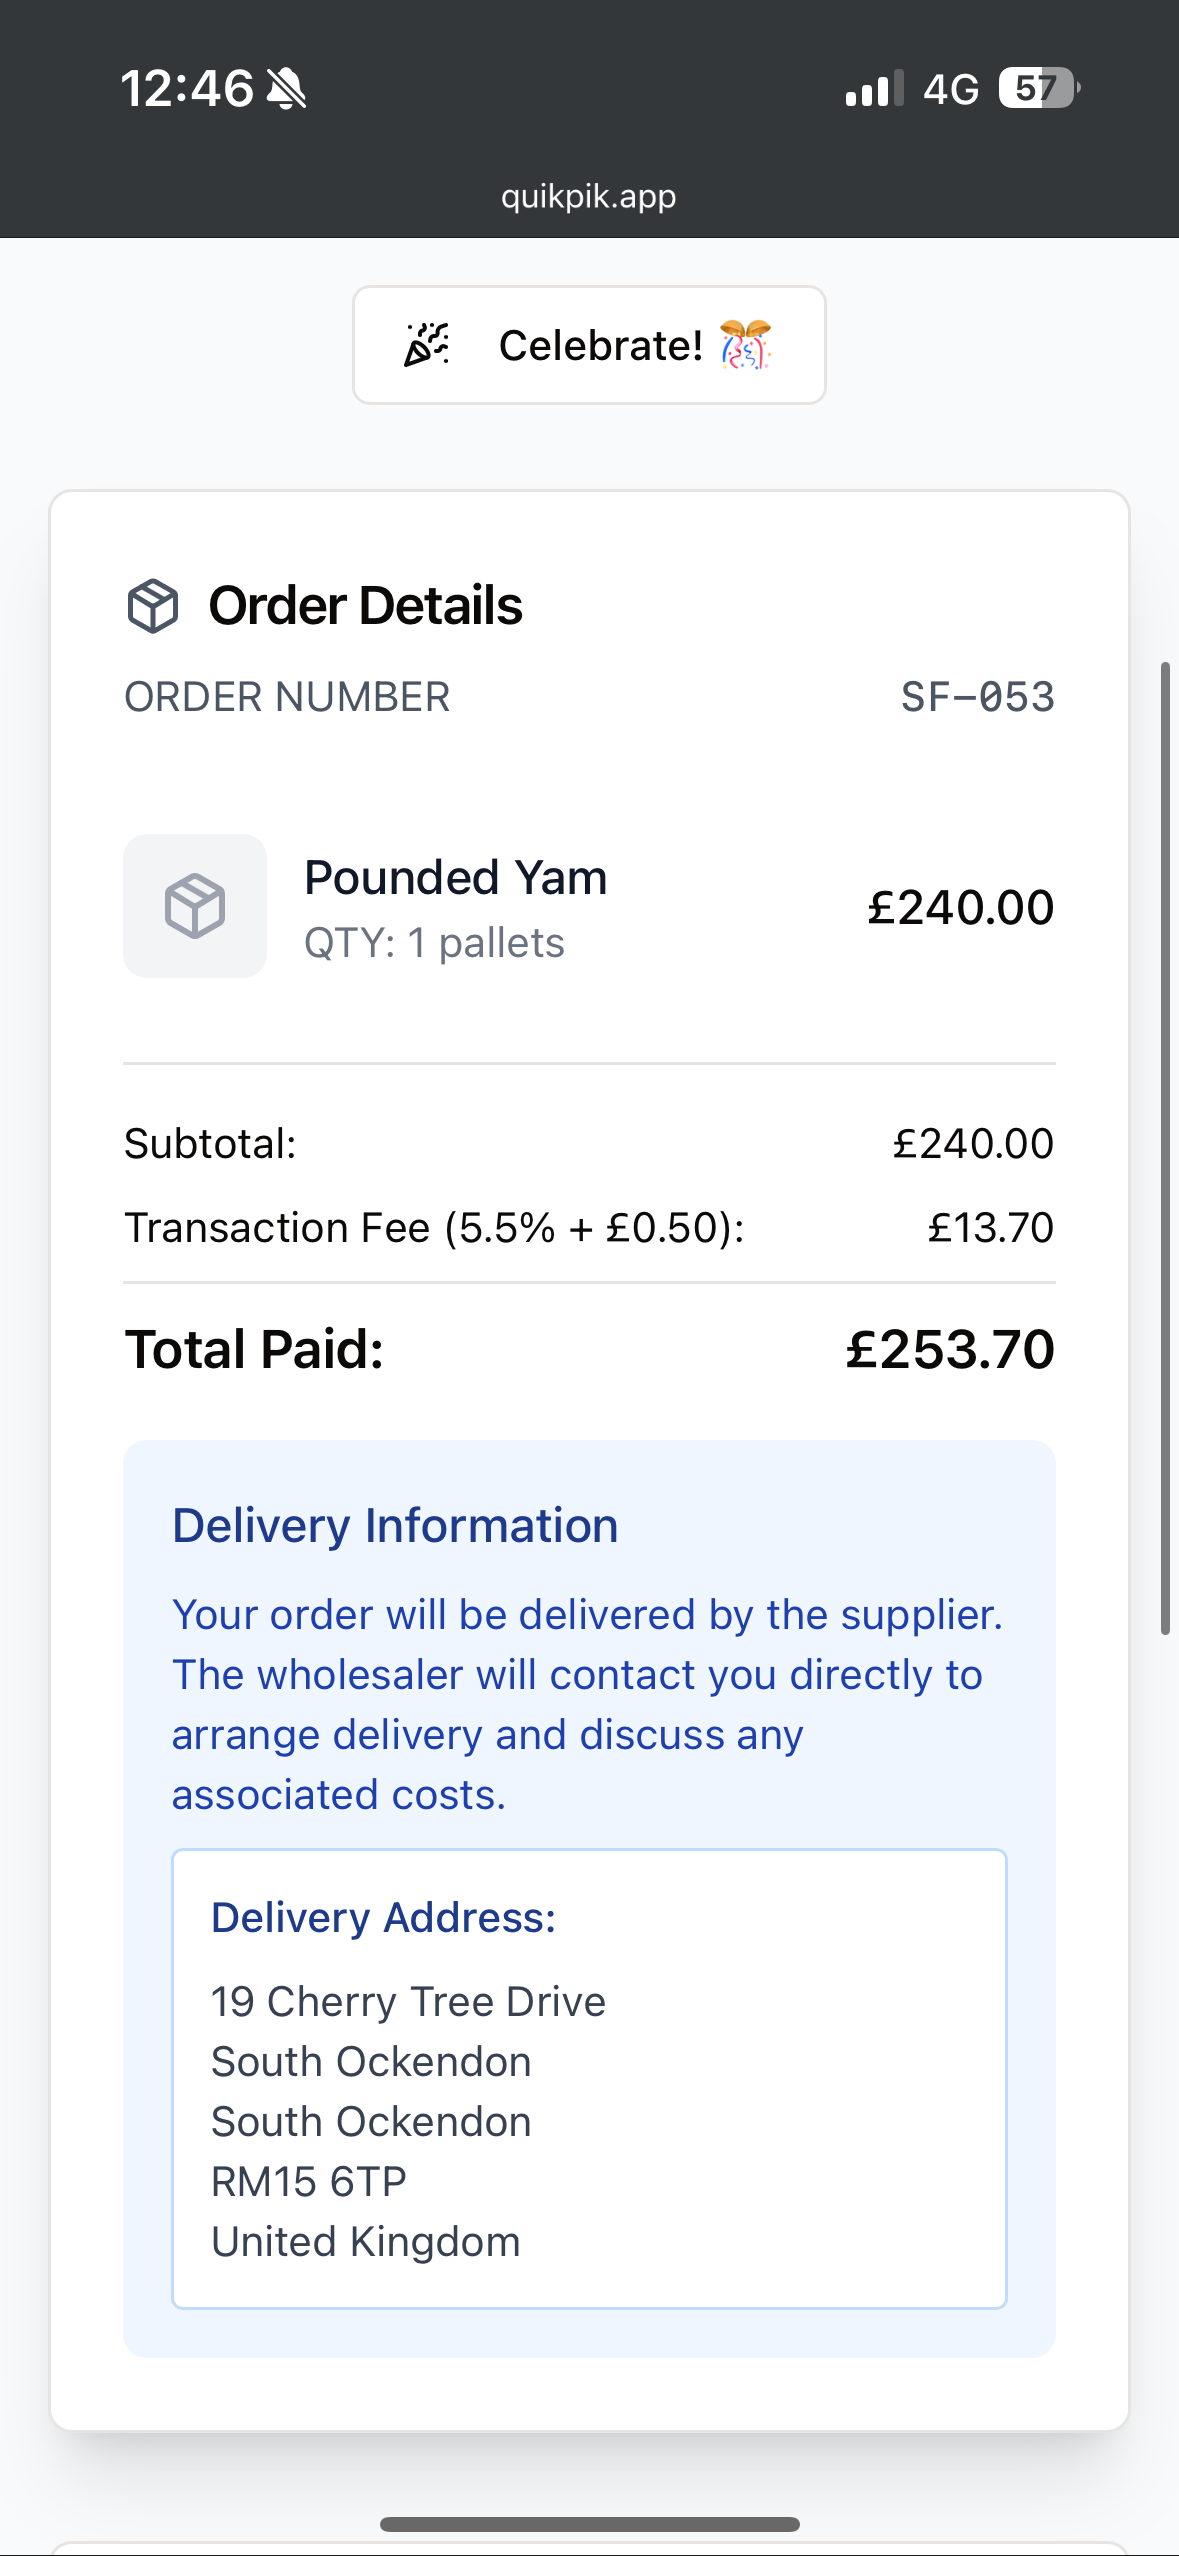 12:46
4G
57
quikpik.app
Celebrate!
Order Details
ORDER NUMBER SF-053
Pounded Yam
QTY: 1 pallets
£240.00
Subtotal: £240.00
Transaction Fee (5.5% + £0.50): £13.70
Total Paid: £253.70
Delivery Information
Your order will be delivered by the supplier.
The wholesaler will contact you directly to
arrange delivery and discuss any
associated costs.
Delivery Address:
19 Cherry Tree Drive
South Ockendon
South Ockendon
RM15 6TP
United Kingdom